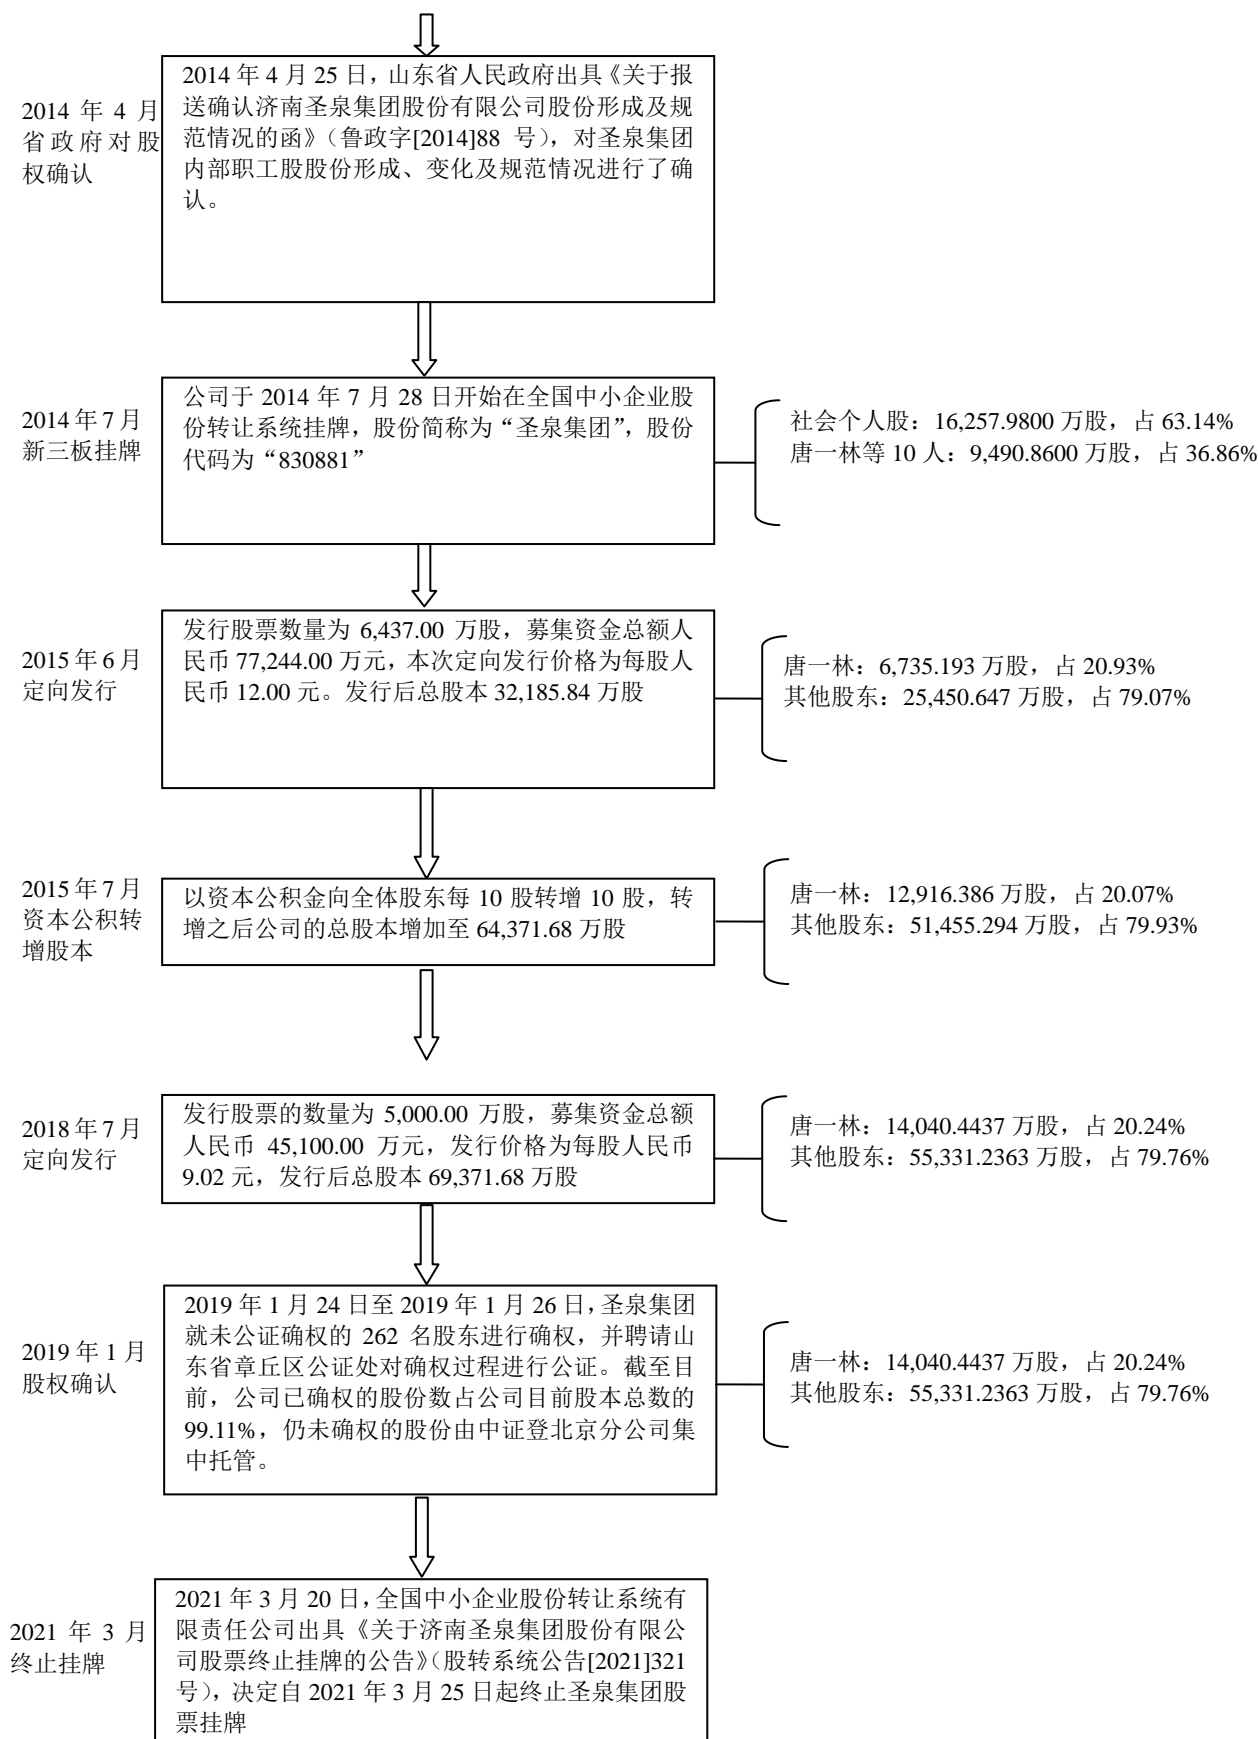 2014 年 4 月
省政府对股
权确认
2014 年 4 月 25 日，山东省人民政府出具《关于报
送确认济南圣泉集团股份有限公司股份形成及规
范情况的函》（鲁政字[2014]88 号），对圣泉集团
内部职工股股份形成、变化及规范情况进行了确
认。
2014 年 7 月
新三板挂牌
公司于 2014 年 7 月 28 日开始在全国中小企业股
份转让系统挂牌，股份简称为“圣泉集团”，股份
代码为“830881”
社会个人股：16,257.9800 万股，占 63.14%
唐一林等 10 人：9,490.8600 万股，占 36.86%
2015 年 6 月
定向发行
发行股票数量为 6,437.00 万股，募集资金总额人
民币 77,244.00 万元，本次定向发行价格为每股人
民币 12.00 元。发行后总股本 32,185.84 万股
唐一林：6,735.193 万股，占 20.93%
其他股东：25,450.647 万股，占 79.07%
2015 年 7 月
资本公积转
增股本
以资本公积金向全体股东每 10 股转增 10 股，转
增之后公司的总股本增加至 64,371.68 万股
唐一林：12,916.386 万股，占 20.07%
其他股东：51,455.294 万股，占 79.93%
2018 年 7 月
定向发行
发行股票的数量为 5,000.00 万股，募集资金总额
人民币 45,100.00 万元，发行价格为每股人民币
9.02 元，发行后总股本 69,371.68 万股
唐一林：14,040.4437 万股，占 20.24%
其他股东：55,331.2363 万股，占 79.76%
2019 年 1 月
股权确认
2019 年 1 月 24 日至 2019 年 1 月 26 日，圣泉集团
就未公证确权的 262 名股东进行确权，并聘请山
东省章丘区公证处对确权过程进行公证。截至目
前，公司已确权的股份数占公司目前股本总数的
99.11%，仍未确权的股份由中证登北京分公司集
中托管。
唐一林：14,040.4437 万股，占 20.24%
其他股东：55,331.2363 万股，占 79.76%
2021 年 3 月
终止挂牌
2021 年 3 月 20 日，全国中小企业股份转让系统有
限责任公司出具《关于济南圣泉集团股份有限公
司股票终止挂牌的公告》（股转系统公告[2021]321
号），决定自 2021 年 3 月 25 日起终止圣泉集团股
票挂牌